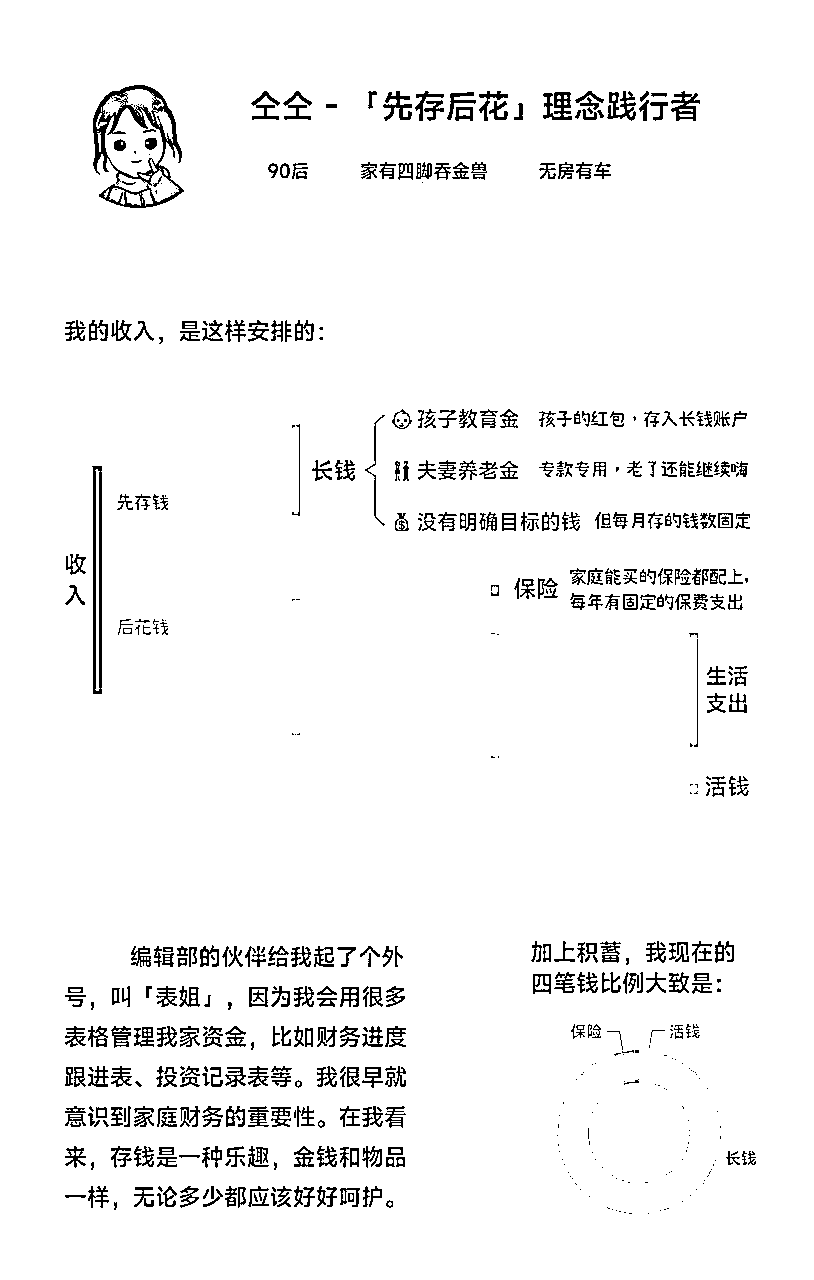 仝仝 - 「先存后花」理念践行者
90后 家有四脚吞金兽 无房有车
我的收入，是这样安排的：
收入
先存钱
后花钱
长钱
孩子教育金 孩子的红包，存入长钱账户
夫妻养老金 专款专用，老了还能继续嗨
没有明确目标的钱 但每月存的钱数固定
保险 家庭能买的保险都配上，
每年有固定的保费支出
生活
支出
活钱
编辑部的伙伴给我起了个外
号，叫「表姐」，因为我会用很多
表格管理我家资金，比如财务进度
跟进表、投资记录表等。我很早就
意识到家庭财务的重要性。在我看
来，存钱是一种乐趣，金钱和物品
一样，无论多少都应该好好呵护。
加上积蓄，我现在的
四笔钱比例大致是：
保险 活钱
长钱